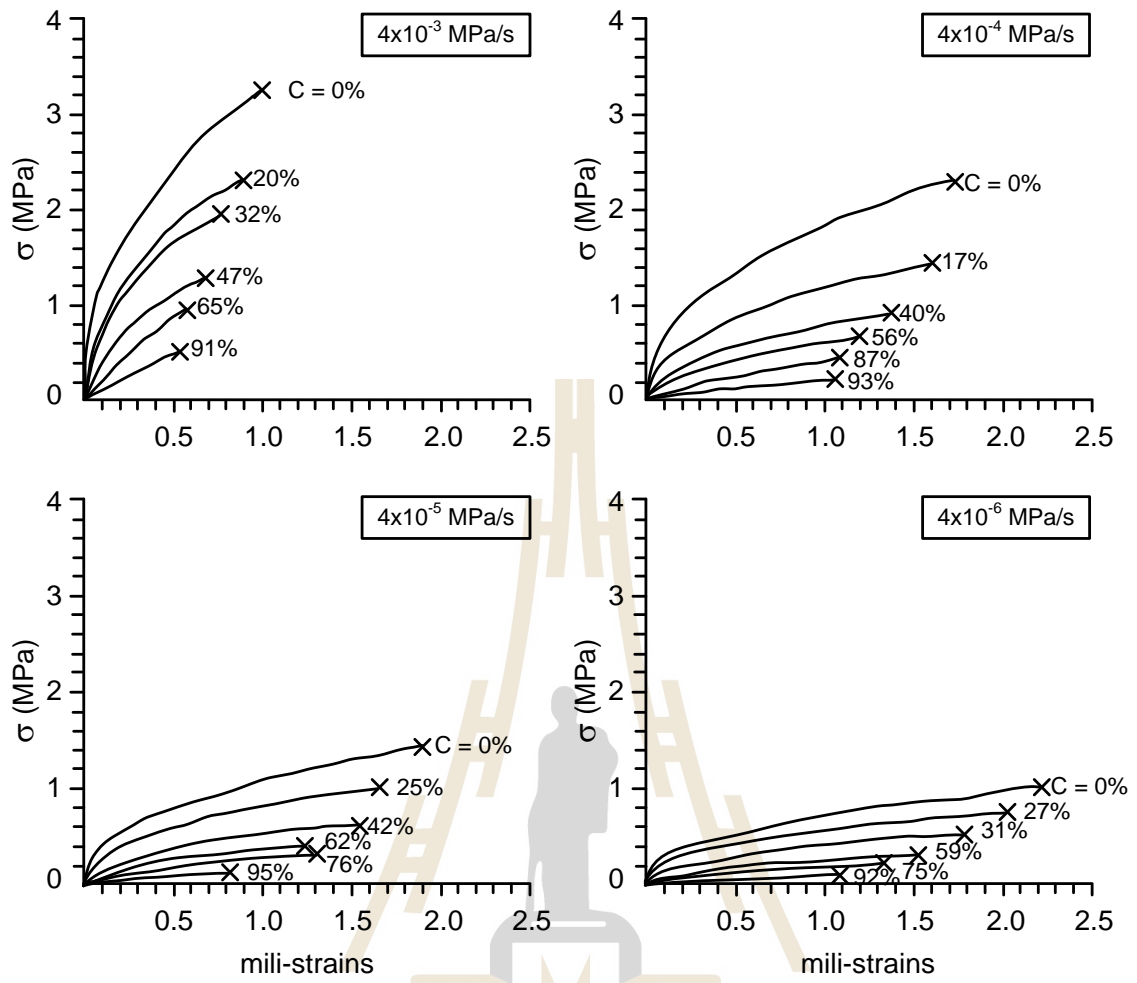 4x10⁻³ MPa/s
σ (MPa)
4
3
2
1
0
0.5 1.0 1.5 2.0 2.5
C = 0%
20%
32%
47%
65%
91%
4x10⁻⁴ MPa/s
σ (MPa)
4
3
2
1
0
0.5 1.0 1.5 2.0 2.5
C = 0%
17%
40%
56%
87%
93%
4x10⁻⁵ MPa/s
σ (MPa)
4
3
2
1
0
0.5 1.0 1.5 2.0 2.5
mili-strains
C = 0%
25%
42%
62%
76%
95%
4x10⁻⁶ MPa/s
σ (MPa)
4
3
2
1
0
0.5 1.0 1.5 2.0 2.5
mili-strains
C = 0%
27%
31%
59%
75%
92%